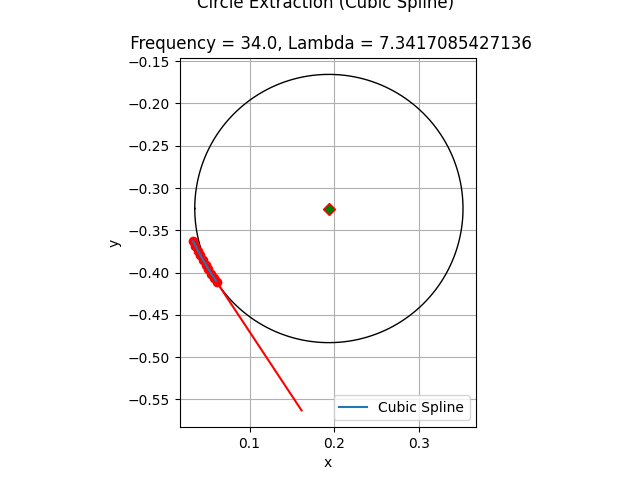 Circle Extraction (Cubic Spline)
Frequency = 34.0, Lambda = 7.3417085427136
−0.15
−0.20
−0.25
−0.30
−0.35
−0.40
−0.45
−0.50
−0.55
y
Cubic Spline
0.1 0.2 0.3
x